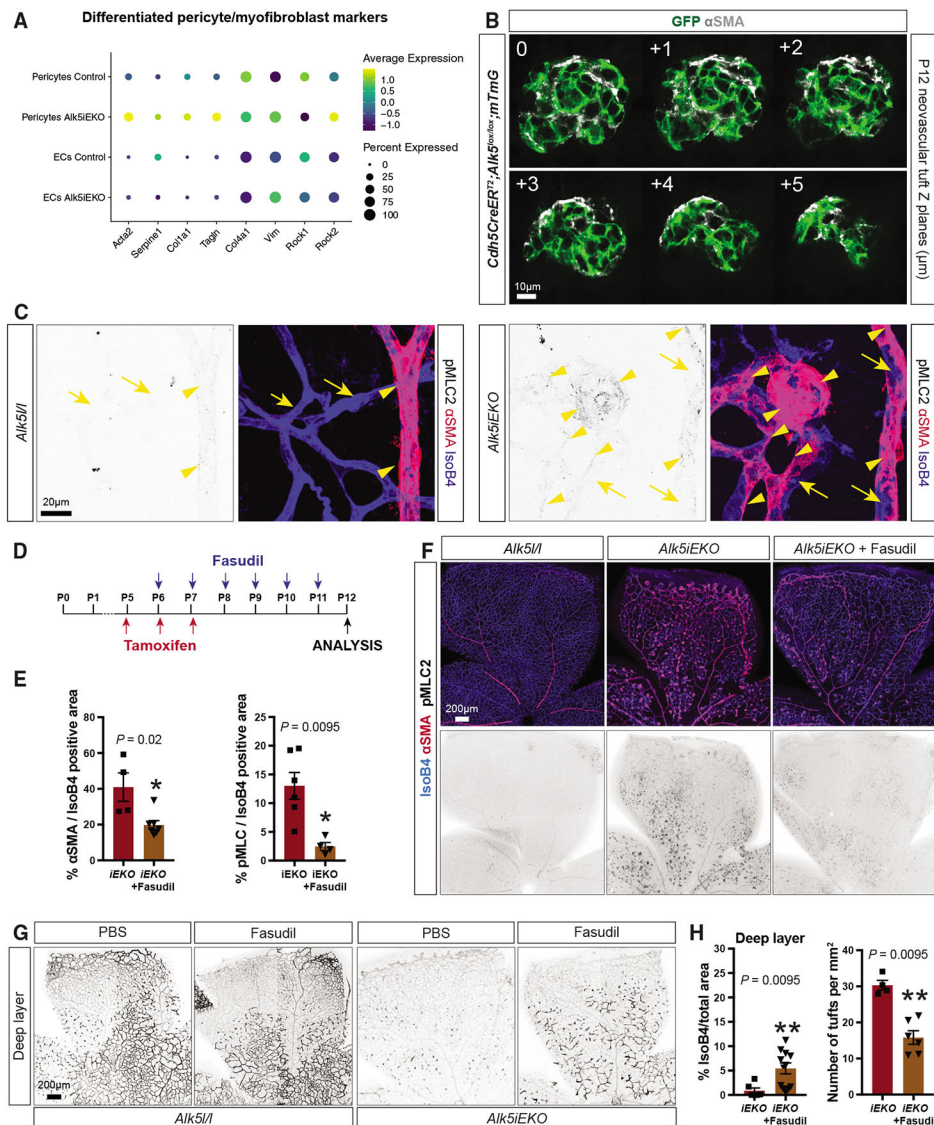 A
Differentiated pericyte/myofibroblast markers
Pericytes Control
Pericytes Alk5iEKO
ECs Control
ECs Alk5iEKO
Acta2
Serpine1
Col1a1
Tagln
Col4a1
Vim
Rock1
Rock2
Average Expression
1.0
0.5
0.0
−0.5
−1.0
Percent Expressed
0
25
50
75
100
B
GFP αSMA
Cdh5CreERT2;Alk5lox/lox;mTmG
0
+1
+2
+3
+4
+5
10µm
P12 neovascular tuft Z planes (µm)
C
Alk5l/l
20µm
pMLC2 αSMA IsoB4
Alk5iEKO
pMLC2 αSMA IsoB4
D
Fasudil
P0 P1 P5 P6 P7 P8 P9 P10 P11 P12
Tamoxifen
ANALYSIS
E
% αSMA / IsoB4 positive area
80
60
40
20
0
P = 0.02
*
iEKO
iEKO
+Fasudil
% pMLC / IsoB4 positive area
25
20
15
10
5
0
P = 0.0095
*
iEKO
iEKO
+Fasudil
F
Alk5l/l
Alk5iEKO
Alk5iEKO + Fasudil
IsoB4 αSMA pMLC2
200µm
G
PBS
Fasudil
PBS
Fasudil
Deep layer
200µm
Alk5l/l
Alk5iEKO
H
Deep layer
% IsoB4/total area
30
25
20
15
10
5
0
P = 0.0095
**
iEKO
iEKO
+Fasudil
Number of tufts per mm²
40
30
20
10
0
P = 0.0095
**
iEKO
iEKO
+Fasudil